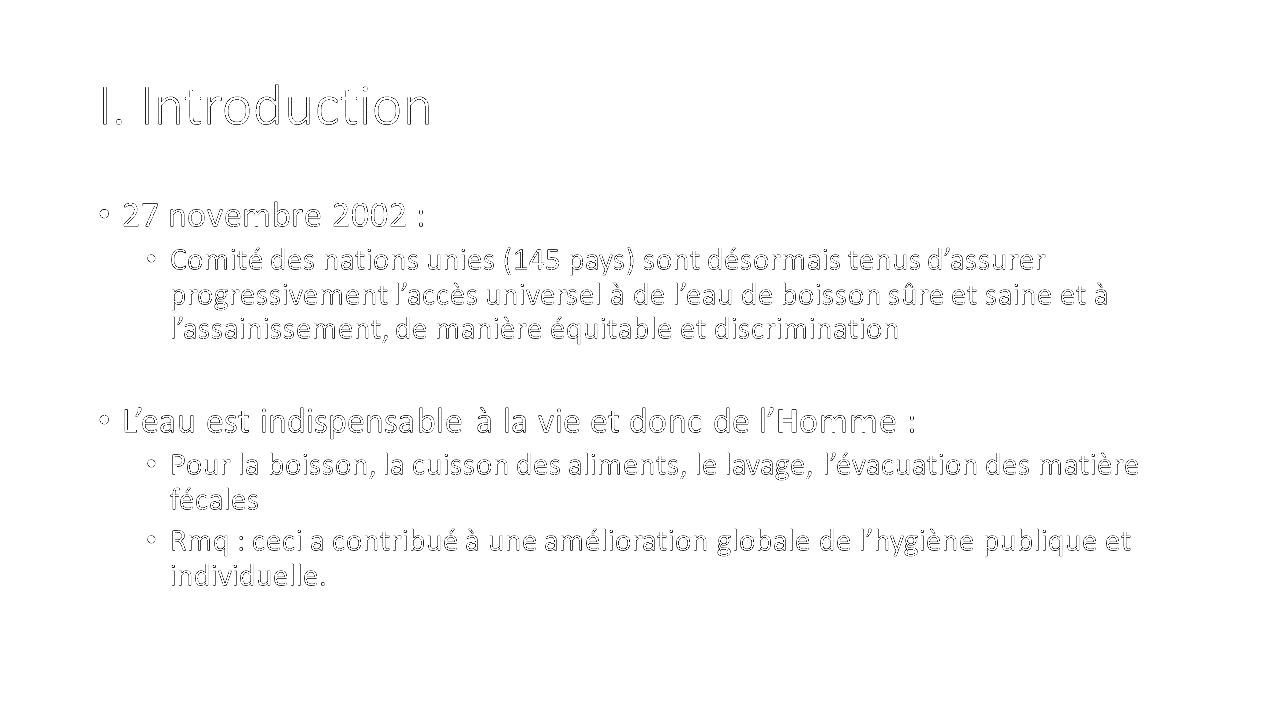 I. Introduction
• 27 novembre 2002 :
• Comité des nations unies (145 pays) sont désormais tenus d’assurer
progressivement l’accès universel à de l’eau de boisson sûre et saine et à
l’assainissement, de manière équitable et discrimination
• L’eau est indispensable à la vie et donc de l’Homme :
• Pour la boisson, la cuisson des aliments, le lavage, l’évacuation des matière
fécales
• Rmq : ceci a contribué à une amélioration globale de l’hygiène publique et
individuelle.